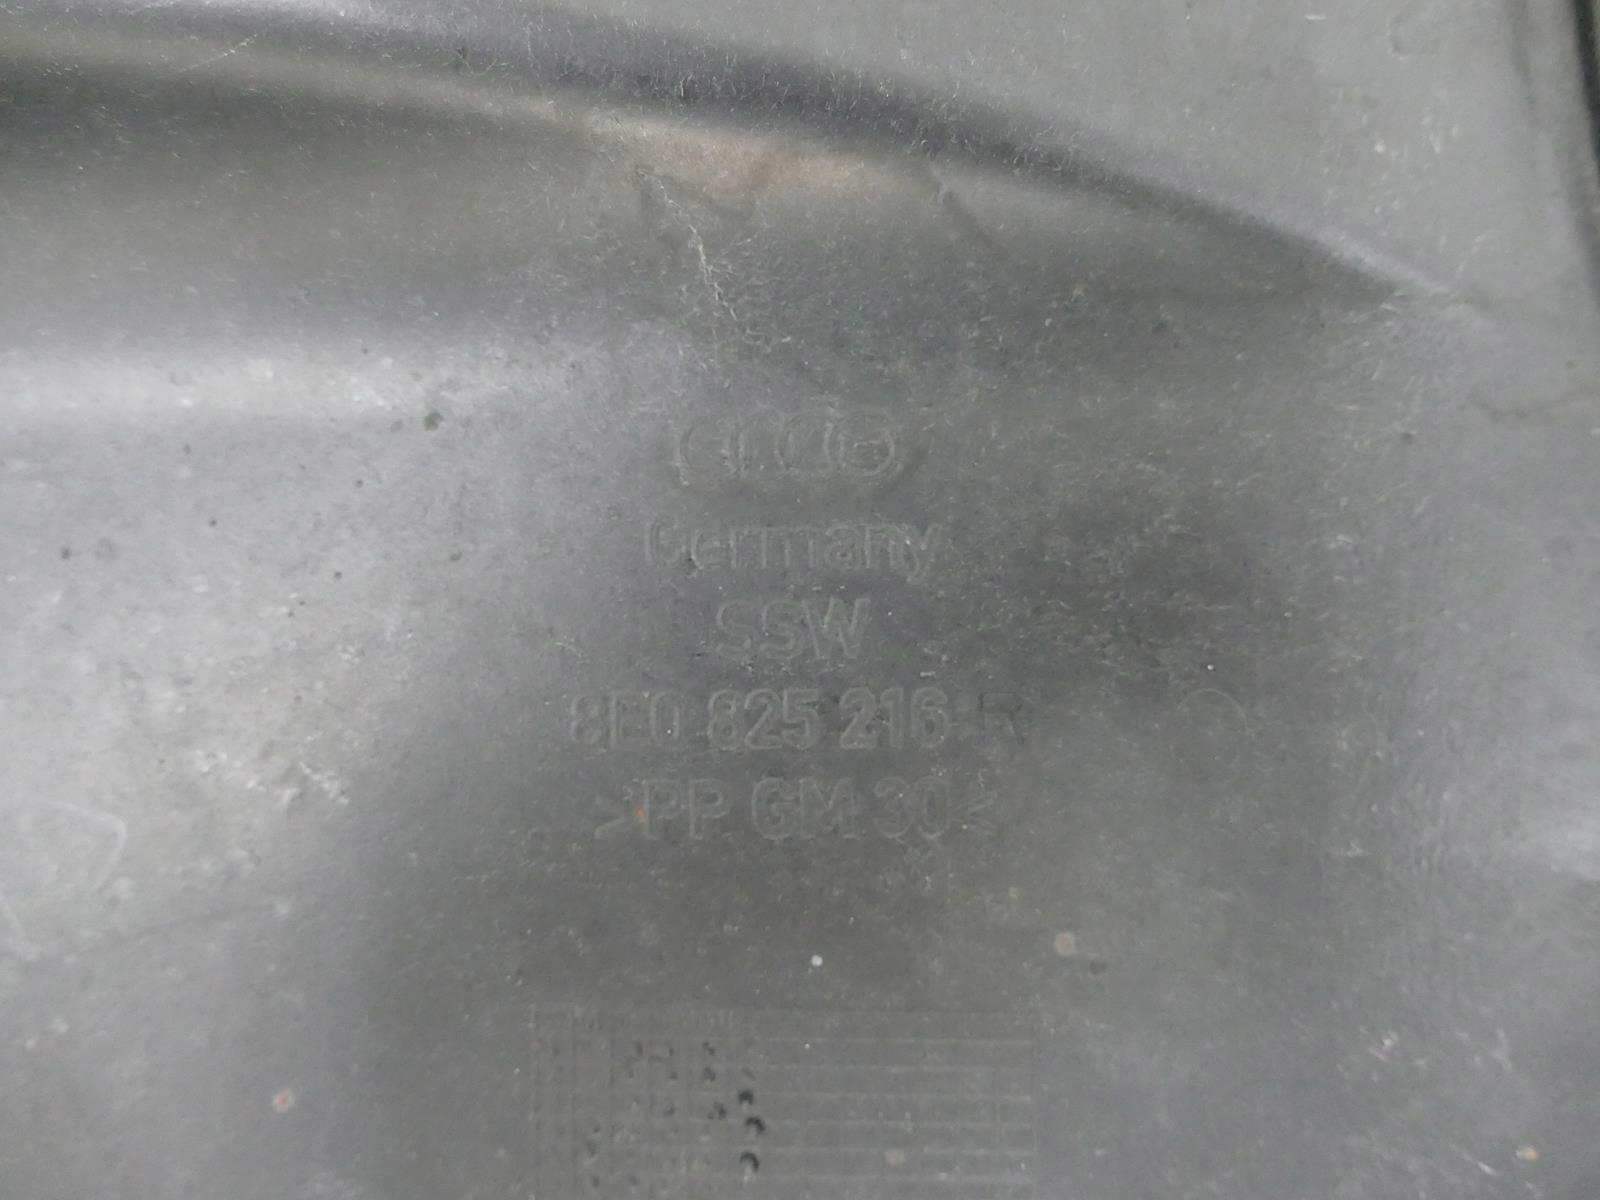 Germany
SSW
8E0 825 216 R
>PP GM 30<